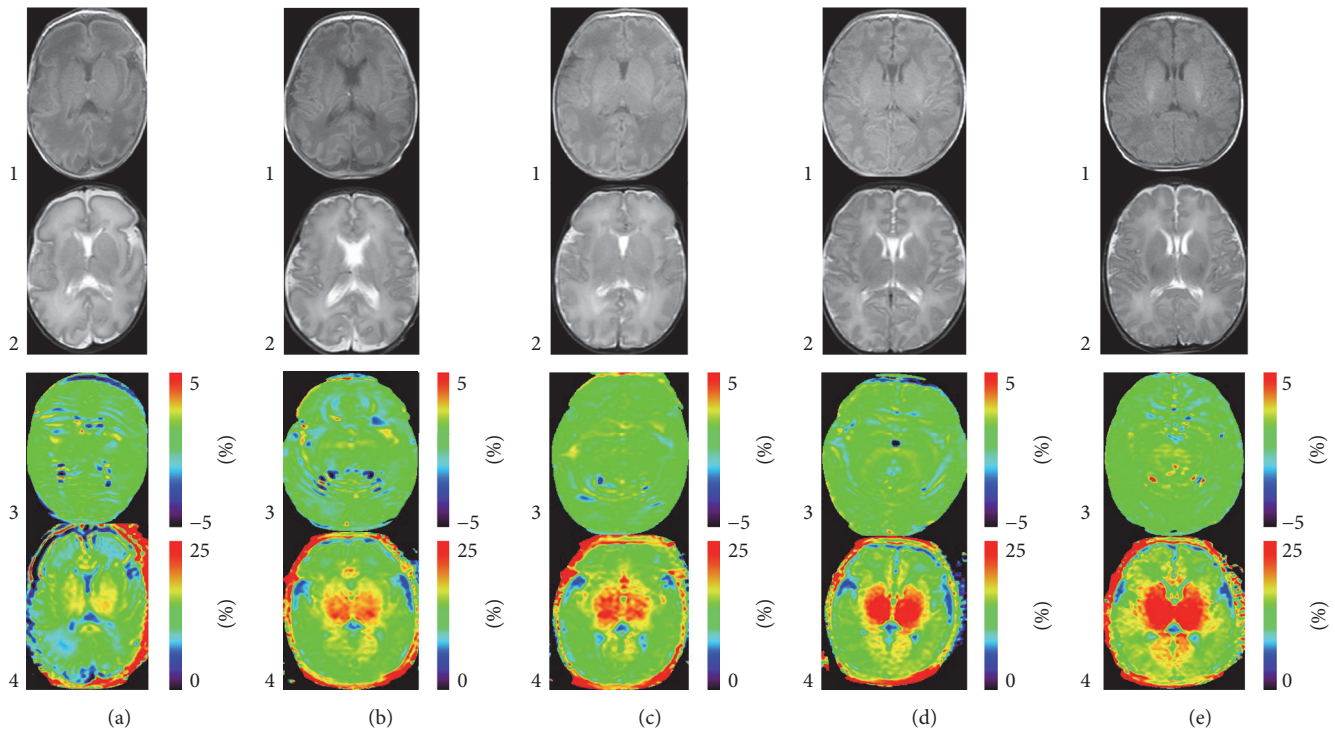 1 1 1 1 1
2 2 2 2 2
5 5 5 5 5
(%) (%) (%) (%) (%)
3 −5 3 −5 3 −5 3 −5 3 −5
25 25 25 25 25
(%) (%) (%) (%) (%)
4 0 4 0 4 0 4 0 4 0
(a) (b) (c) (d) (e)